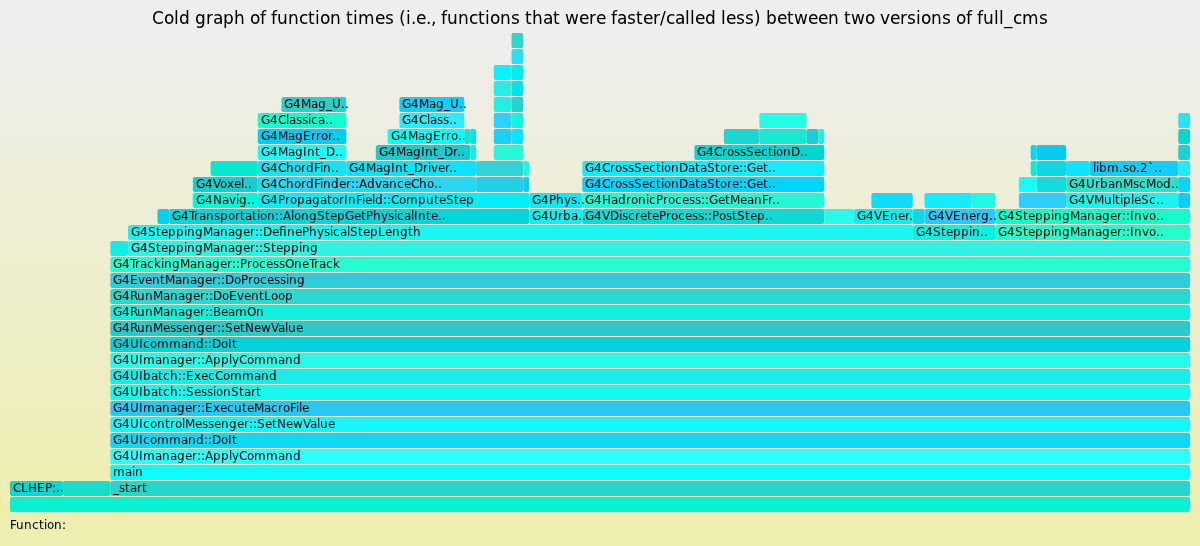 Cold graph of function times (i.e., functions that were faster/called less) between two versions of full_cms
G4Mag_U.. G4Mag_U..
G4Classica.. G4Class..
G4MagError.. G4MagErro..
G4MagInt_D.. G4MagInt_Dr.. G4CrossSectionD..
G4ChordFin.. G4MagInt_Driver.. G4CrossSectionDataStore::Get.. libm.so.2`..
G4Voxel.. G4ChordFinder::AdvanceCho.. G4CrossSectionDataStore::Get.. G4UrbanMscMod..
G4Navig.. G4PropagatorInField::ComputeStep G4Phys.. G4HadronicProcess::GetMeanFr.. G4VMultipleSc..
G4Transportation::AlongStepGetPhysicalInte.. G4Urba.. G4VDiscreteProcess::PostStep.. G4VEner.. G4VEnerg.. G4SteppingManager::Invo..
G4SteppingManager::DefinePhysicalStepLength G4Steppin.. G4SteppingManager::Invo..
G4SteppingManager::Stepping
G4TrackingManager::ProcessOneTrack
G4EventManager::DoProcessing
G4RunManager::DoEventLoop
G4RunManager::BeamOn
G4RunMessenger::SetNewValue
G4UIcommand::DoIt
G4UImanager::ApplyCommand
G4UIbatch::ExecCommand
G4UIbatch::SessionStart
G4UImanager::ExecuteMacroFile
G4UIcontrolMessenger::SetNewValue
G4UIcommand::DoIt
G4UImanager::ApplyCommand
main
CLHEP:.. _start
Function: